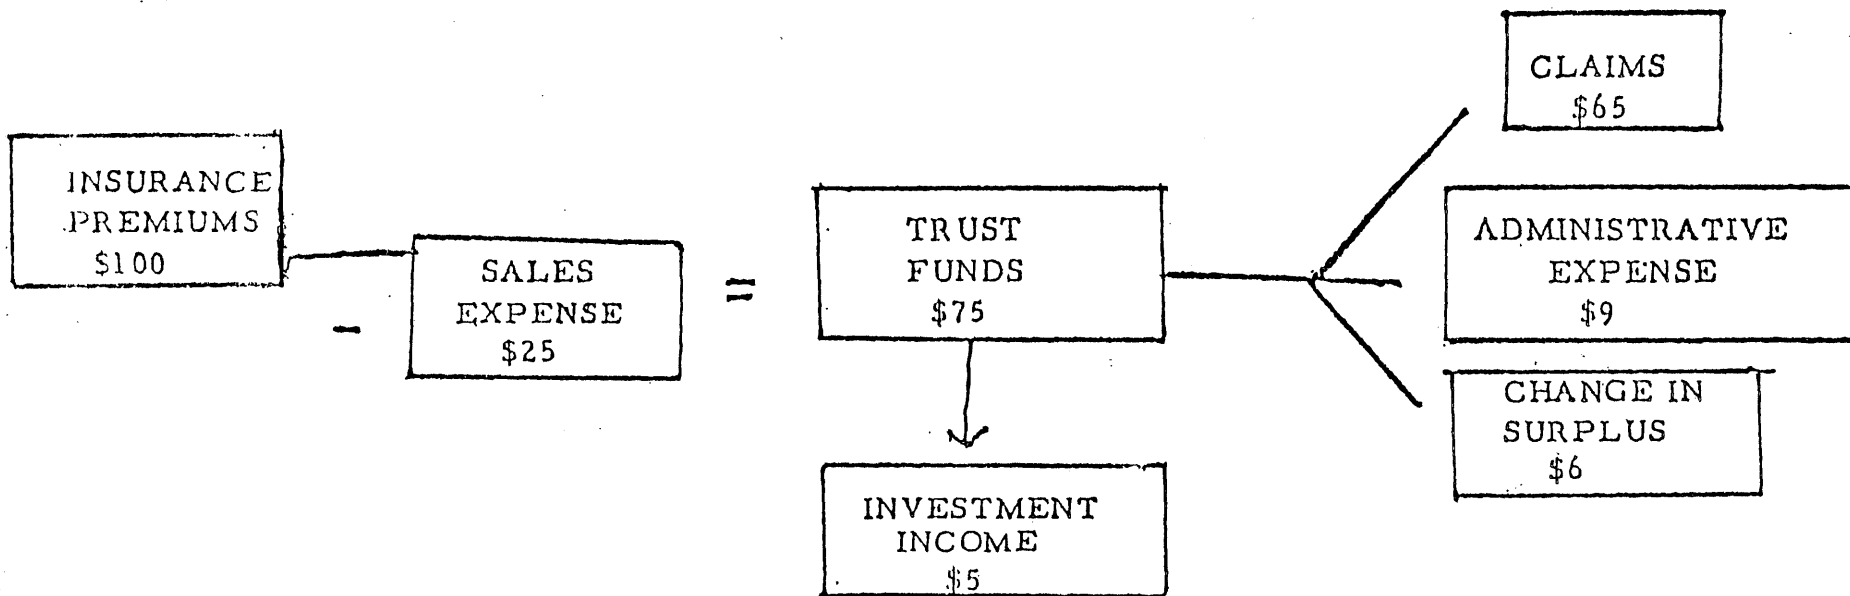 INSURANCE
PREMIUMS
$100
-
SALES
EXPENSE
$25
=
TRUST
FUNDS
$75
INVESTMENT
INCOME
$5
CLAIMS
$65
ADMINISTRATIVE
EXPENSE
$9
CHANGE IN
SURPLUS
$6